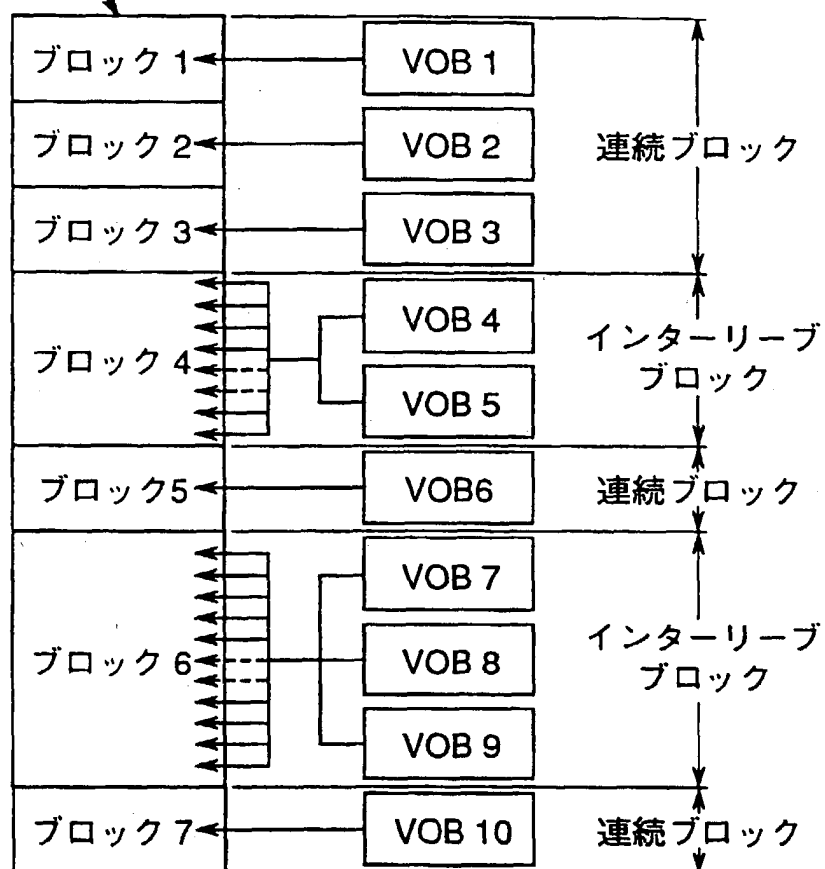 ブロック 1
VOB 1
ブロック 2
VOB 2
連続ブロック
ブロック 3
VOB 3
ブロック 4
VOB 4
VOB 5
インターリーブ
ブロック
ブロック5
VOB6
連続ブロック
ブロック 6
VOB 7
VOB 8
VOB 9
インターリーブ
ブロック
ブロック 7
VOB 10
連続ブロック